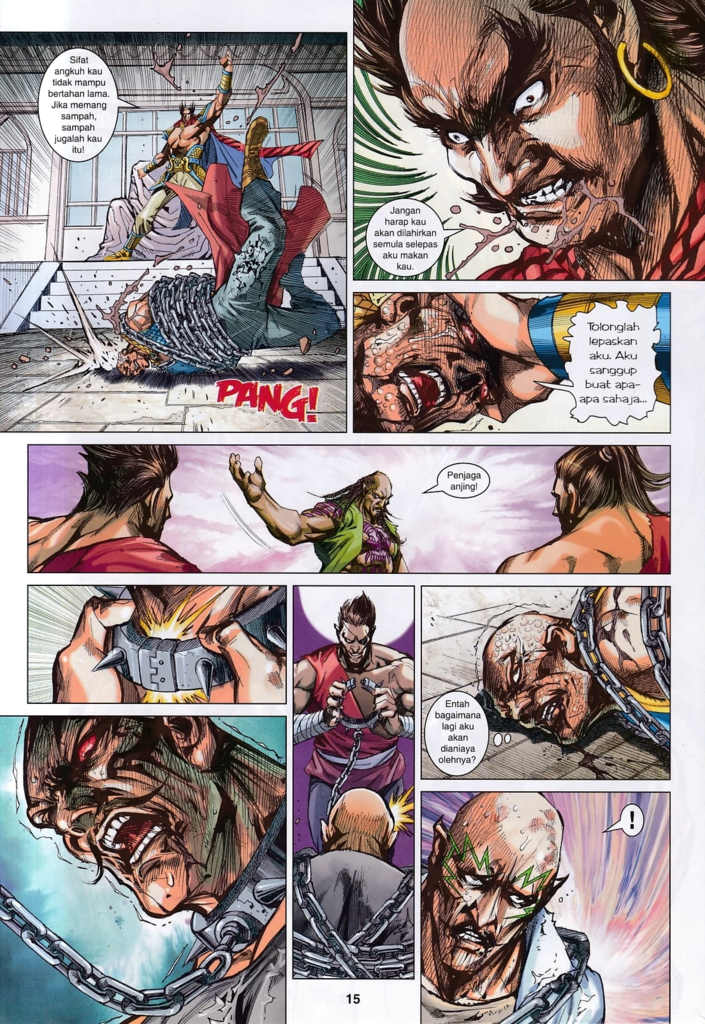 Sifat
angkuh kau
tidak mampu
bertahan lama.
Jika memang
sampah,
sampah
jugalah kau
itu!
PANG!
Jangan
harap kau
akan dilahirkan
semula selepas
aku makan
kau.
Tolonglah
lepaskan
aku. Aku
sanggup
buat apa-
apa sahaja...
Penjaga
anjing!
Entah
bagaimana
lagi aku
akan
dianiaya
olehnya?
!
15